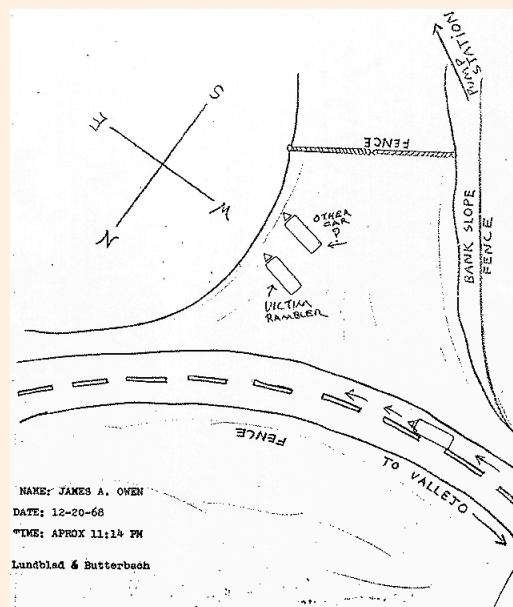 PUMP
STATION
S
E
FENCE
W
OTHER
CAR
?
BANK SLOPE
FENCE
N
VICTIM
RAMBLER
FENCE
TO VALLEJO
NAME: JAMES A. OWEN
DATE: 12-20-68
TIME: APROX 11:14 PM
Lundblad & Butterbach